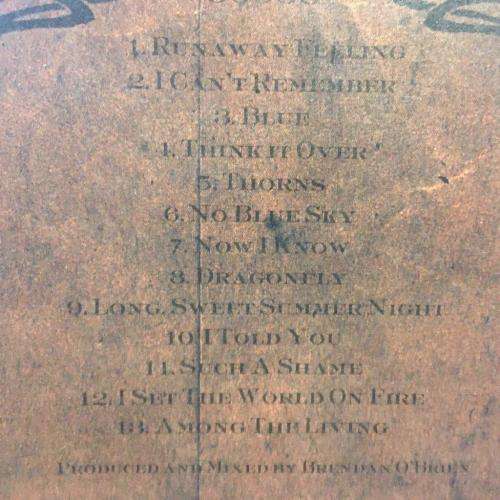 1. Runaway Feeling
2. I Can't Remember
3. Blue
4. Think it Over
5. Thorns
6. No Blue Sky
7. Now I Know
8. Dragonfly
9. Long, Sweet Summer Night
10. I Told You
11. Such A Shame
12. I Set The World On Fire
13. Among The Living
Produced and Mixed by Brendan O'Brien